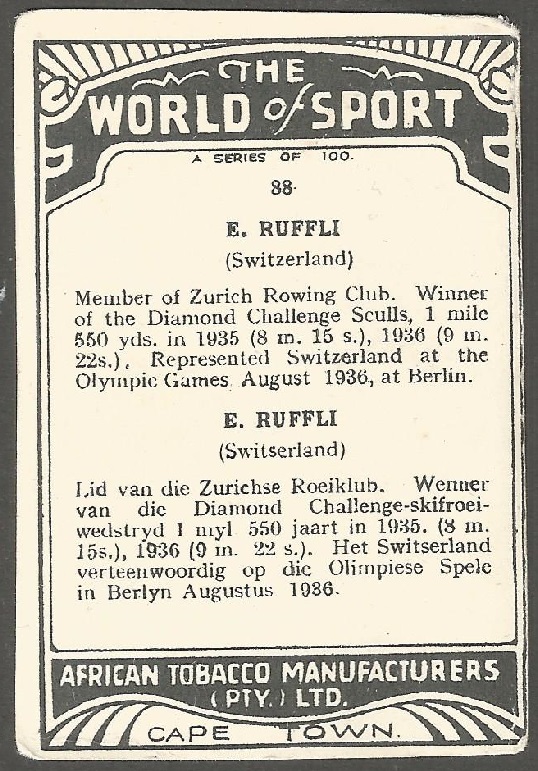 THE
WORLD of SPORT
A SERIES OF 100.
88.
E. RUFFLI
(Switzerland)
Member of Zurich Rowing Club. Winner
of the Diamond Challenge Sculls, 1 mile
550 yds. in 1935 (8 m. 15 s.), 1936 (9 m.
22s.). Represented Switzerland at the
Olympic Games August 1936, at Berlin.
E. RUFFLI
(Switserland)
Lid van die Zurichse Roeiklub. Wenner
van die Diamond Challenge-skifroei-
wedstryd 1 myl 550 jaart in 1935. (8 m.
15s.), 1936 (9 m. 22 s.). Het Switserland
verteenwoordig op die Olimpiese Spele
in Berlyn Augustus 1936.
AFRICAN TOBACCO MANUFACTURERS
(PTY.) LTD.
CAPE TOWN.